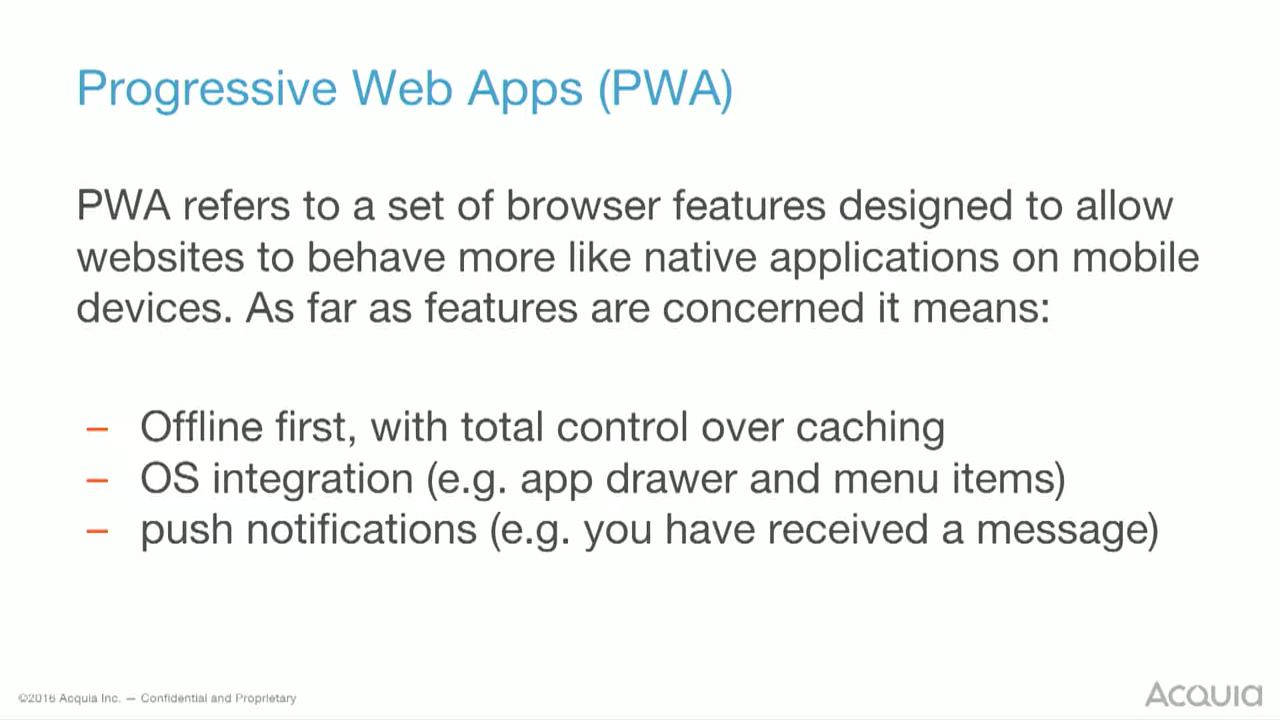 Progressive Web Apps (PWA)
PWA refers to a set of browser features designed to allow
websites to behave more like native applications on mobile
devices. As far as features are concerned it means:
– Offline first, with total control over caching
– OS integration (e.g. app drawer and menu items)
– push notifications (e.g. you have received a message)
©2016 Acquia Inc. — Confidential and Proprietary
Acquia